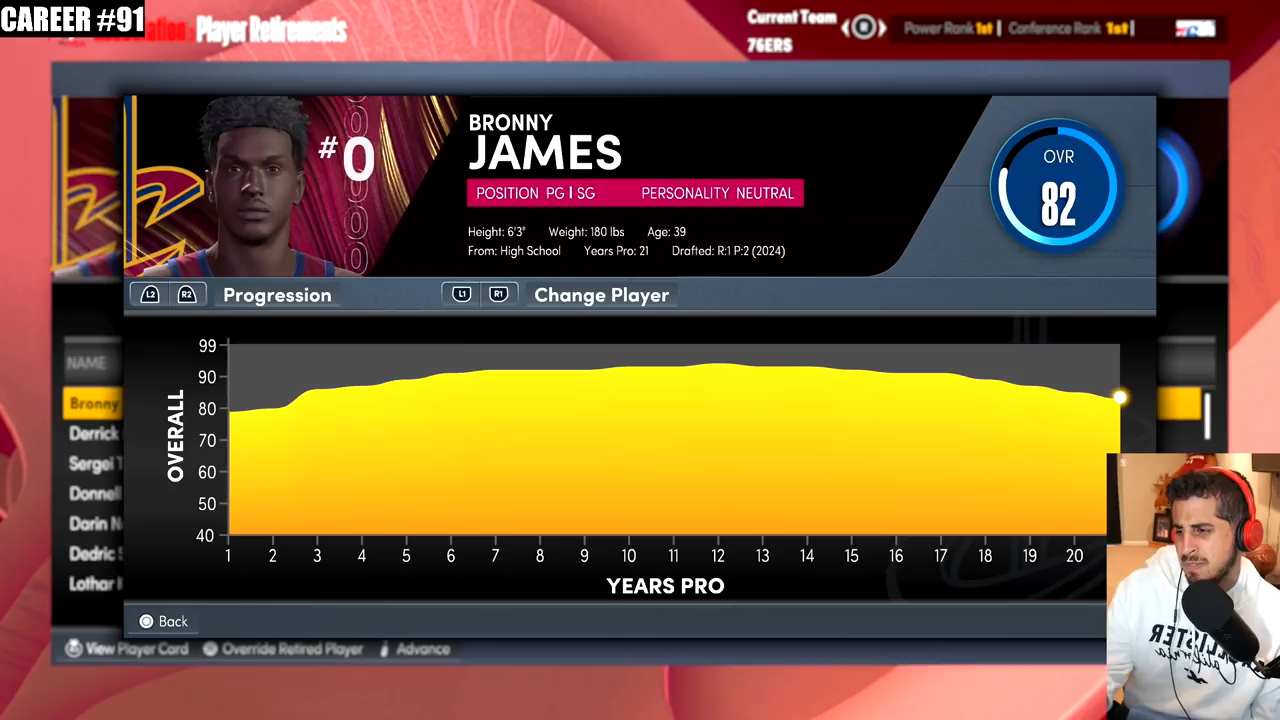 CAREER #91
Player Retirements
Current Team
76ERS
Power Rank 1st | Conference Rank 1st |
#0
BRONNY
JAMES
POSITION PG | SG PERSONALITY NEUTRAL
Height: 6'3" Weight: 180 lbs Age: 39
From: High School Years Pro: 21 Drafted: R:1 P:2 (2024)
OVR
82
L2 R2 Progression L1 R1 Change Player
NAME
Bronny
Derrick
Sergei
Donnell
Darin
Dedric
Lothar
OVERALL
99
90
80
70
60
50
40
1 2 3 4 5 6 7 8 9 10 11 12 13 14 15 16 17 18 19 20
YEARS PRO
Back
View Player Card Override Retired Player Advance
HOLLISTER
California